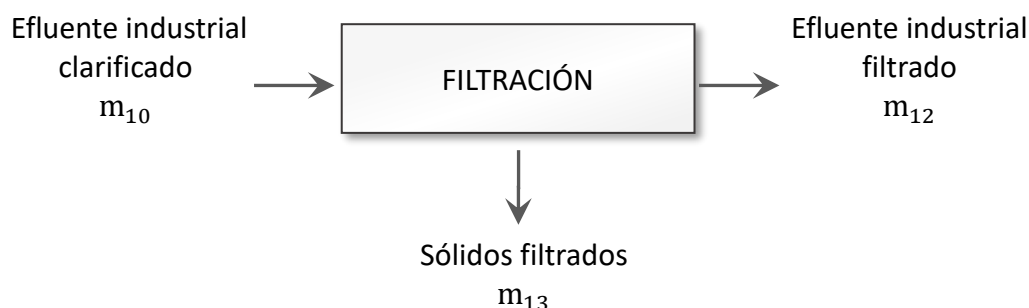 Efluente industrial
clarificado
m₁₀
FILTRACIÓN
Efluente industrial
filtrado
m₁₂
Sólidos filtrados
m₁₃